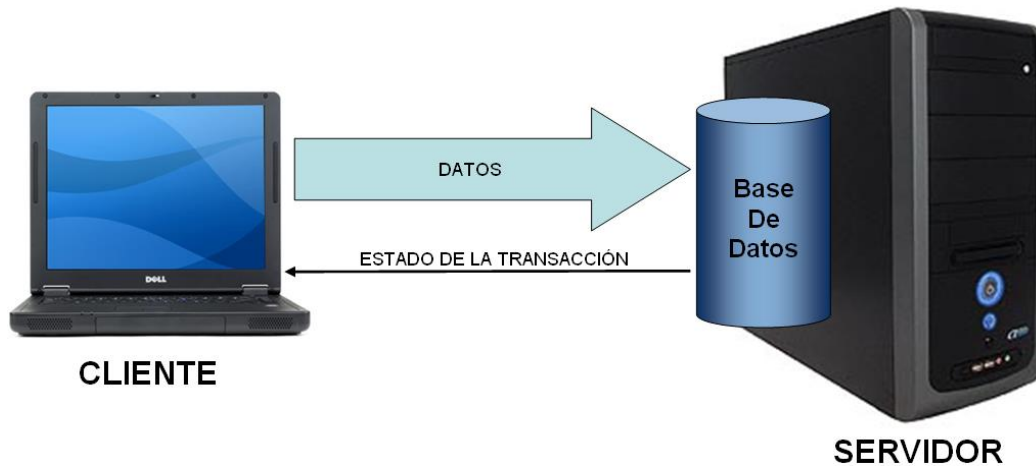 DATOS
Base
De
Datos
ESTADO DE LA TRANSACCIÓN
DELL
CLIENTE
SERVIDOR